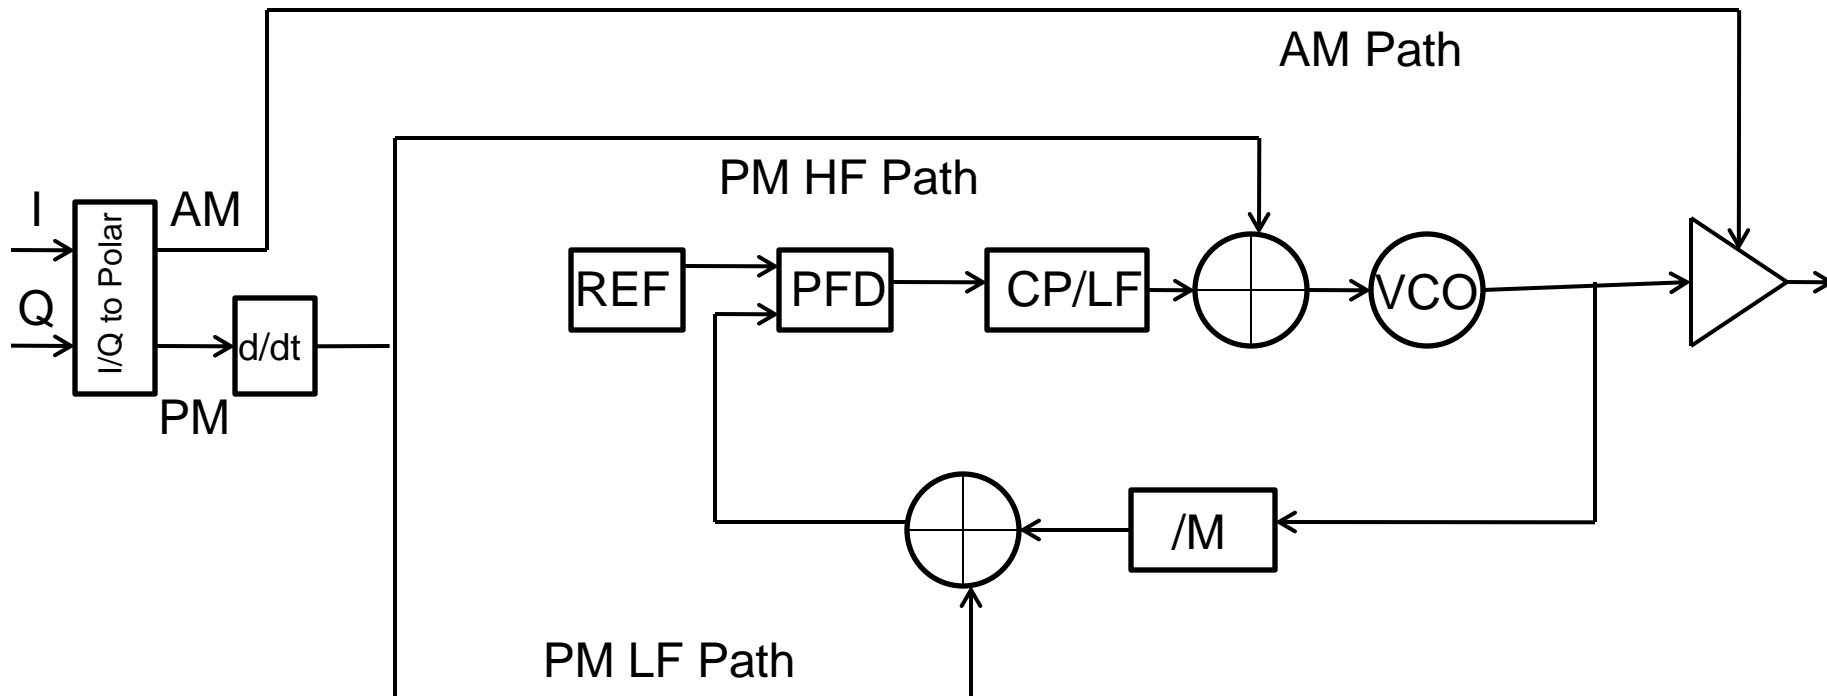 AM Path
PM HF Path
I
AM
I/Q to Polar
Q
PM
d/dt
REF
PFD
CP/LF
VCO
/M
PM LF Path